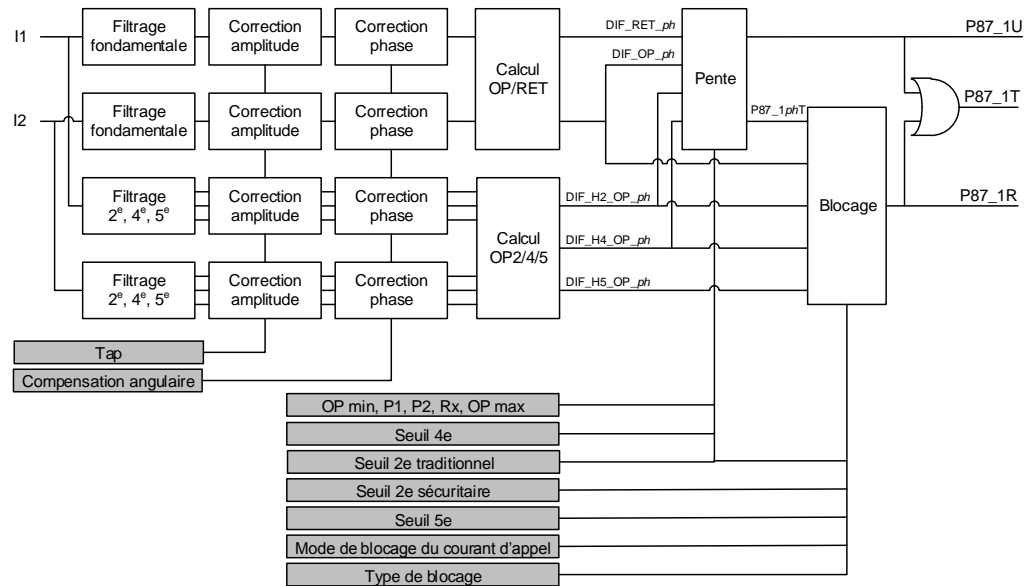 I1
Filtrage
fondamentale
Correction
amplitude
Correction
phase
Calcul
OP/RET
DIF_RET_ph
DIF_OP_ph
Pente
P87_1U
I2
Filtrage
fondamentale
Correction
amplitude
Correction
phase
P87_1phT
P87_1T
Filtrage
2e, 4e, 5e
Correction
amplitude
Correction
phase
Calcul
OP2/4/5
DIF_H2_OP_ph
Blocage
P87_1R
DIF_H4_OP_ph
Filtrage
2e, 4e, 5e
Correction
amplitude
Correction
phase
DIF_H5_OP_ph
Tap
Compensation angulaire
OP min, P1, P2, Rx, OP max
Seuil 4e
Seuil 2e traditionnel
Seuil 2e sécuritaire
Seuil 5e
Mode de blocage du courant d'appel
Type de blocage